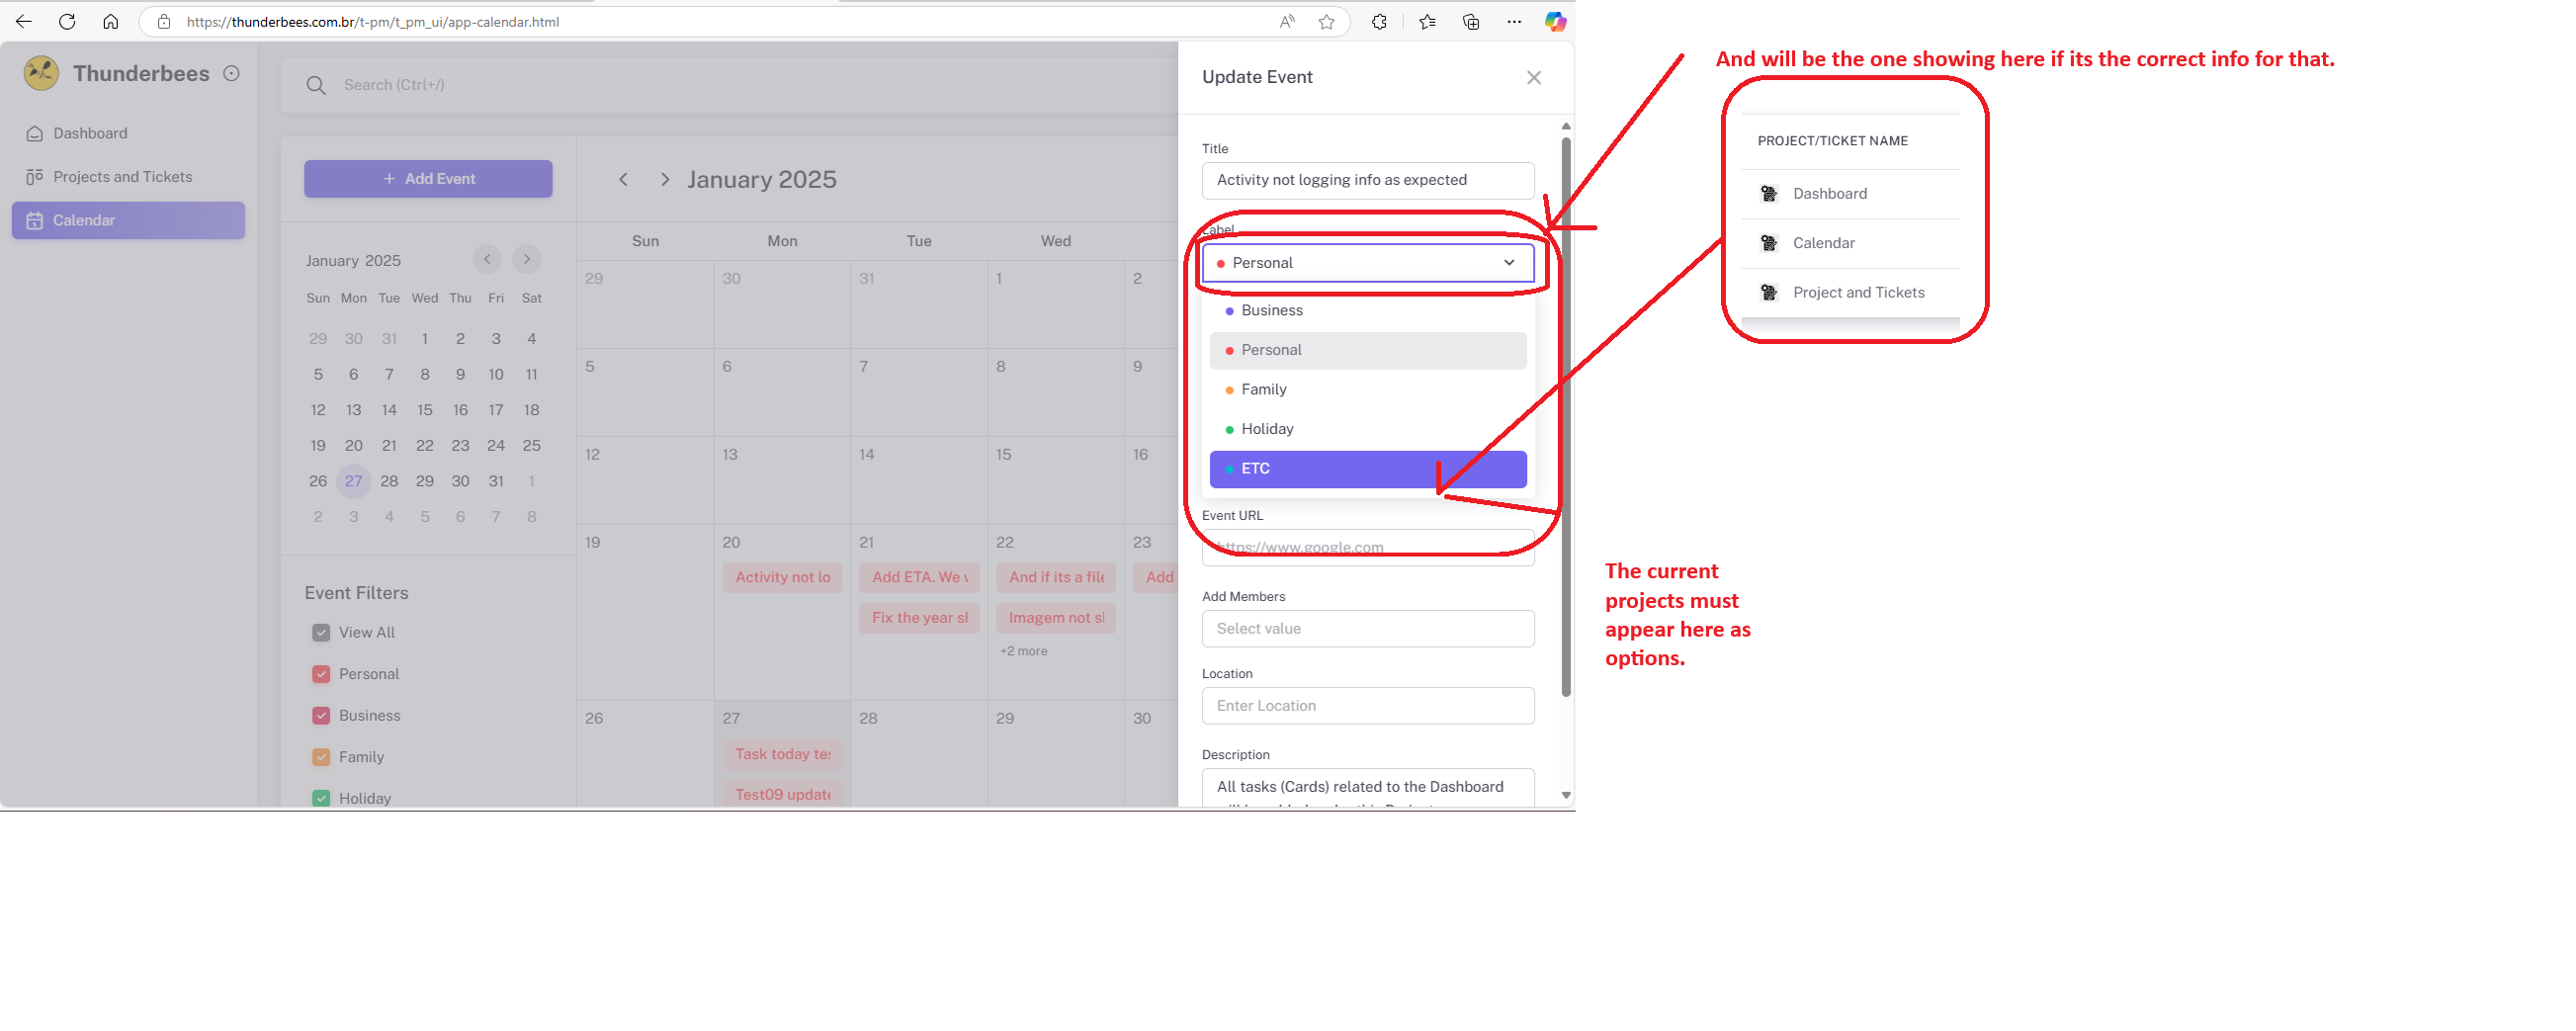 https://thunderbees.com.br/t-pm/t_pm_ui/app-calendar.html
Thunderbees
Dashboard
Projects and Tickets
Calendar
Search (Ctrl+/)
+ Add Event
January 2025
Sun Mon Tue Wed Thu Fri Sat
29 30 31 1 2 3 4
5 6 7 8 9 10 11
12 13 14 15 16 17 18
19 20 21 22 23 24 25
26 27 28 29 30 31 1
2 3 4 5 6 7 8
Event Filters
View All
Personal
Business
Family
Holiday
January 2025
Sun Mon Tue Wed
29 30 31 1 2
5 6 7 8 9
12 13 14 15 16
19 20 21 22 23
Activity not lo Add ETA. We And if its a file Add
Fix the year sl Imagem not sl
+2 more
26 27 28 29 30
Task today tes
Test09 update
Update Event
Title
Activity not logging info as expected
Label
Personal
Business
Personal
Family
Holiday
ETC
Event URL
https://www.google.com
Add Members
Select value
Location
Enter Location
Description
All tasks (Cards) related to the Dashboard
And will be the one showing here if its the correct info for that.
PROJECT/TICKET NAME
Dashboard
Calendar
Project and Tickets
The current
projects must
appear here as
options.